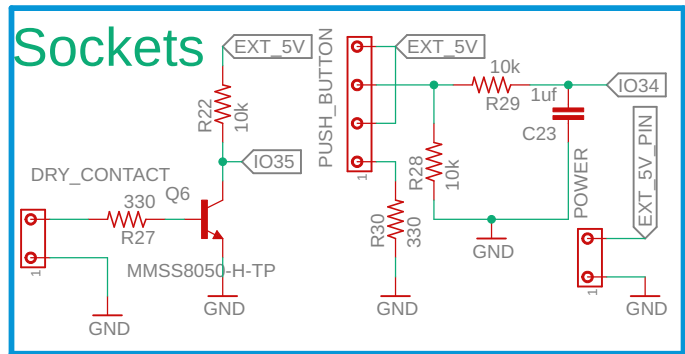 Sockets
EXT_5V
R22
10k
IO35
DRY_CONTACT
330
R27
Q6
MMSS8050-H-TP
1
GND
GND
PUSH_BUTTON
EXT_5V
1
10k
R29
1uf
C23
IO34
R28
10k
R30
330
GND
GND
POWER
EXT_5V_PIN
1
GND